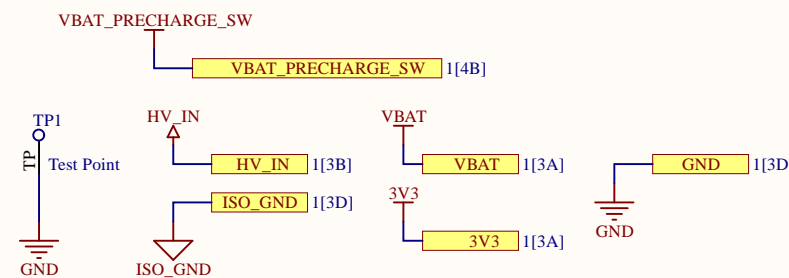 VBAT_PRECHARGE_SW
VBAT_PRECHARGE_SW 1[4B]
TP1
TP
Test Point
GND
HV_IN
HV_IN 1[3B]
ISO_GND 1[3D]
ISO_GND
VBAT
VBAT 1[3A]
3V3
3V3 1[3A]
GND 1[3D
GND